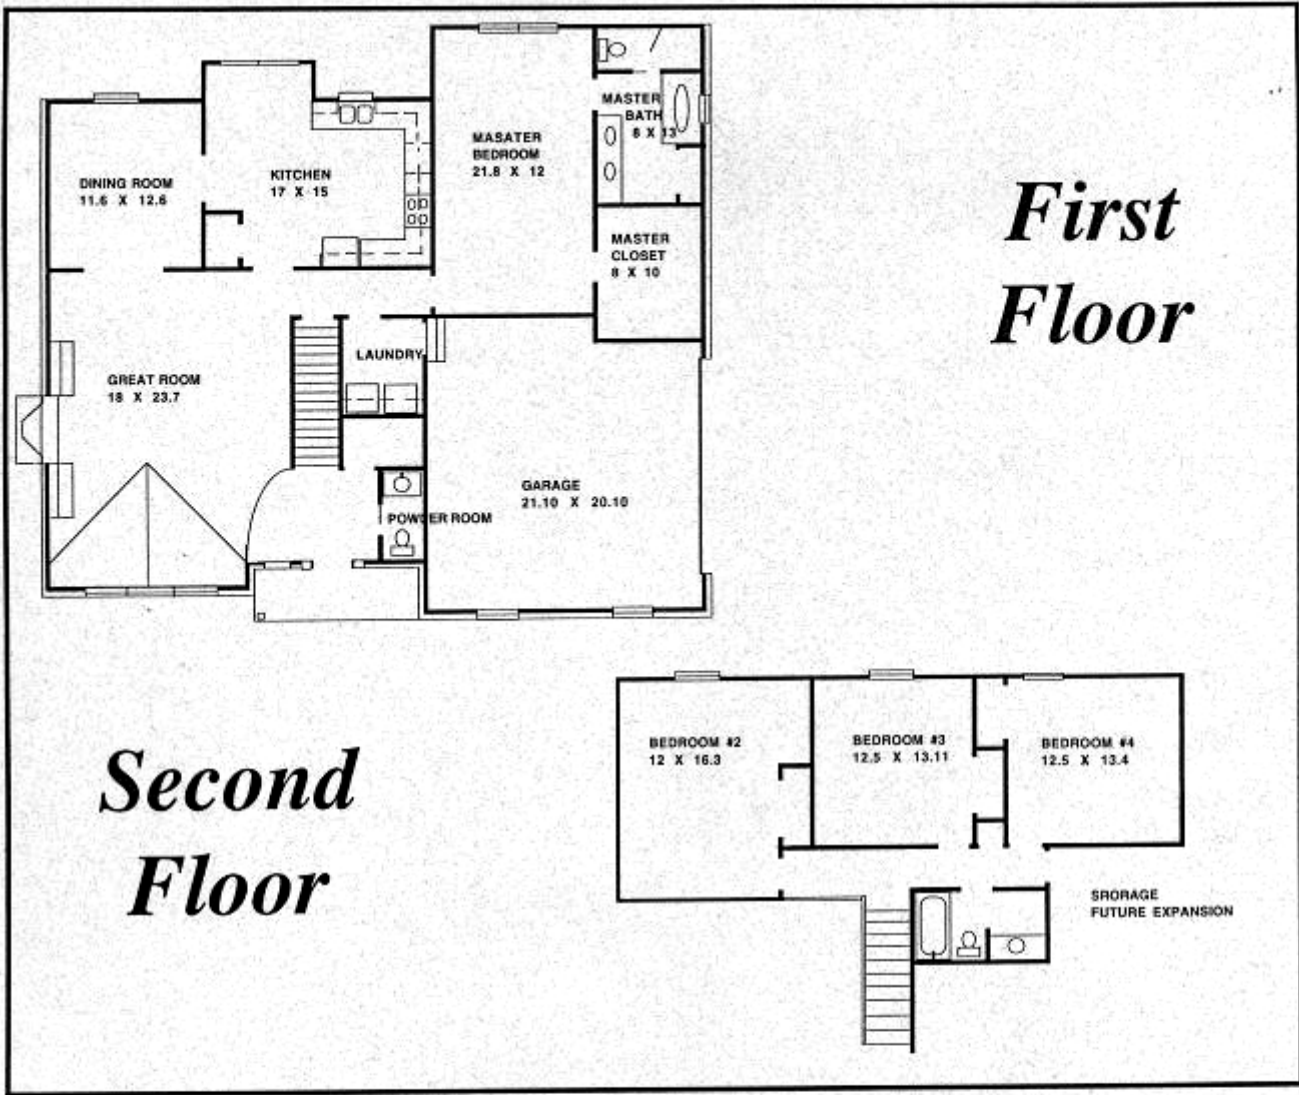 MASTER
BATH
8 X 13
MASATER
BEDROOM
21.8 X 12
DINING ROOM
11.6 X 12.6
KITCHEN
17 X 15
First
Floor
MASTER
CLOSET
8 X 10
LAUNDRY
GREAT ROOM
18 X 23.7
GARAGE
21.10 X 20.10
POWDER ROOM
Second
Floor
BEDROOM #2
12 X 16.3
BEDROOM #3
12.5 X 13.11
BEDROOM #4
12.5 X 13.4
SRORAGE
FUTURE EXPANSION